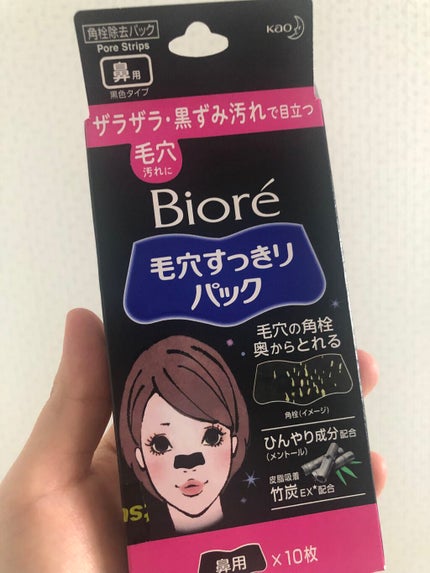 角栓除去パック
Pore Strips
Kao
鼻用
黒色タイプ
ザラザラ・黒ずみ汚れで目立つ
毛穴
汚れに
Bioré
毛穴すっきり
パック
毛穴の角栓
奥からとれる
角栓(イメージ)
ひんやり成分配合
(メントール)
皮脂吸着
竹炭EX*配合
鼻用 ×10枚